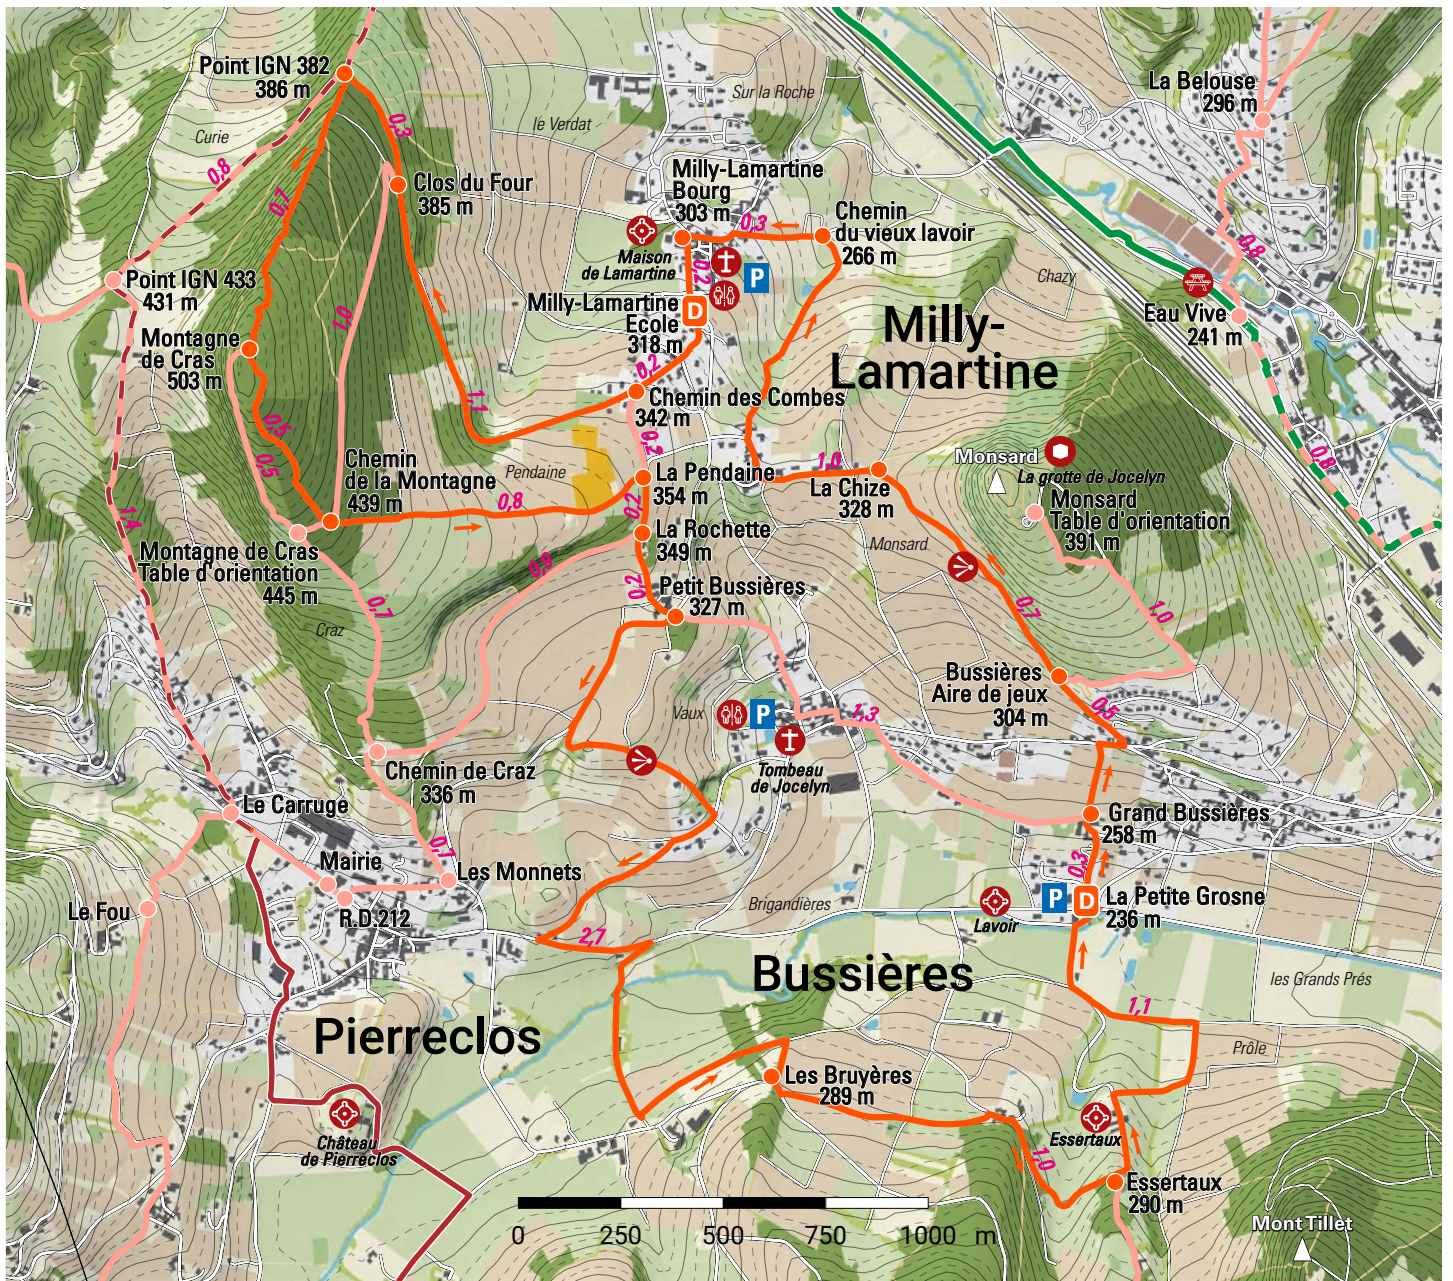 Point IGN 382
386 m
Curie
0,8
0,3
0,7
le Verdat
Sur la Roche
La Belouse
296 m
Clos du Four
385 m
Milly-Lamartine
Bourg
303 m
0,3
Chemin
du vieux lavoir
266 m
0,8
Maison
de Lamartine
0,2
P
Chazy
Point IGN 433
431 m
Milly-Lamartine
Ecole
318 m
D
Milly-
Lamartine
Eau Vive
241 m
1,0
Montagne
de Cras
503 m
0,2
1,1
Chemin des Combes
342 m
0,2
0,5
0,5
Chemin
de la Montagne
439 m
Pendaine
0,8
La Pendaine
354 m
0,2
1,0
La Chize
328 m
Monsard
La grotte de Jocelyn
Monsard
Table d'orientation
391 m
0,8
1,4
La Rochette
349 m
Monsard
Montagne de Cras
Table d'orientation
445 m
0,9
0,2
Petit Bussières
327 m
0,7
Craz
0,7
1,0
Bussières
Aire de jeux
304 m
0,5
Vaux
P
1,3
Tombeau
de Jocelyn
Chemin de Craz
336 m
Le Carruge
0,7
Grand Bussières
258 m
Mairie
Les Monnets
0,3
Le Fou
R.D.212
Brigandières
P
D
La Petite Grosne
236 m
Lavoir
2,7
Bussières
les Grands Prés
1,1
Pierreclos
Prôle
Les Bruyères
289 m
Château
de Pierreclos
Essertaux
1,0
Essertaux
290 m
Mont Tillet
0 250 500 750 1000 m